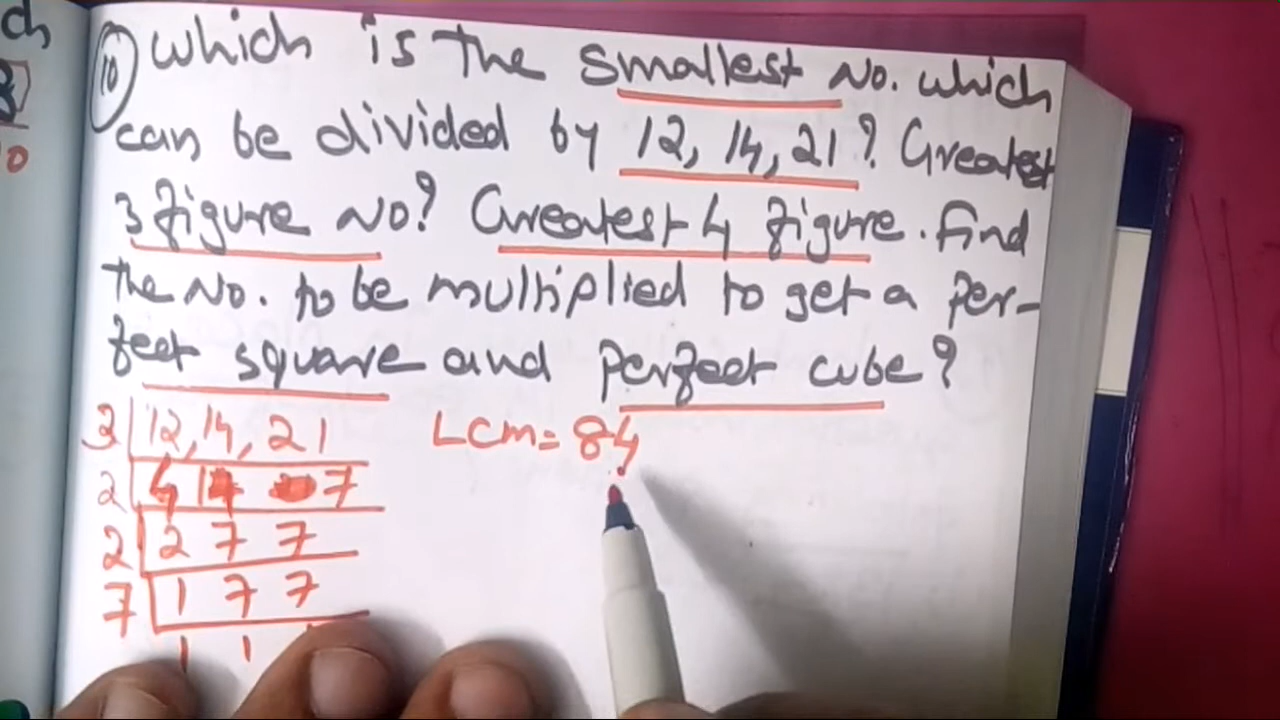 ch
10
(10) Which is the smallest No. which
can be divided by 12, 14, 21? Greatest
3 figure No? Greatest 4 figure. Find
the No. to be multiplied to get a per-
fect square and perfect cube?
3 | 12, 14, 21 LCM = 84
2 | 4 14 7
2 | 2 7 7
7 | 1 7 7
1 1